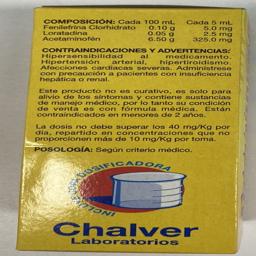 COMPOSICIÓN: Cada 100 mL Cada 5 mL
Fenilefrina Clorhidrato 0.10 g 5.0 mg
Loratadina 0.05 g 2.5 mg
Acetaminofén 6.50 g 325.0 mg
CONTRAINDICACIONES Y ADVERTENCIAS:
Hipersensibilidad al medicamento.
Hipertensión arterial, hipertiroidismo.
Afecciones cardíacas severas. Adminístrese
con precaución a pacientes con insuficiencia
hepática o renal.
Este producto no es curativo, es solo para
alivio de los síntomas y contiene sustancias
de manejo médico, por lo tanto su condición
de venta es con fórmula médica. Están
contraindicados en menores de 2 años.
La dosis no debe superar los 40 mg/Kg por
día, repartido en concentraciones que no
proporcionen más de 10 mg/Kg por toma.
POSOLOGÍA: Según criterio médico.
DOSIFICADORA
INCLUYE
Chalver
Laboratorios